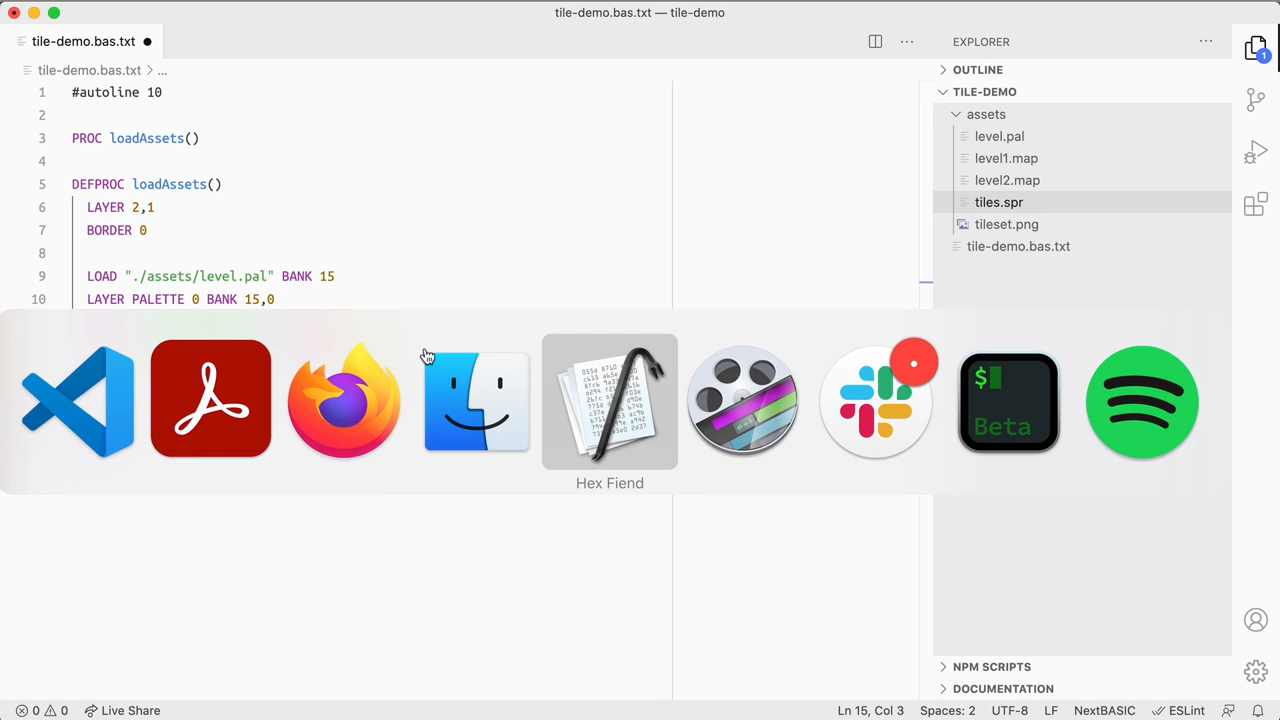 tile-demo.bas.txt — tile-demo
tile-demo.bas.txt
EXPLORER
tile-demo.bas.txt > ...
OUTLINE
TILE-DEMO
assets
level.pal
level1.map
level2.map
tiles.spr
tileset.png
tile-demo.bas.txt
1
1 #autoline 10
2
3 PROC loadAssets()
4
5 DEFPROC loadAssets()
6 LAYER 2,1
7 BORDER 0
8
9 LOAD "./assets/level.pal" BANK 15
10 LAYER PALETTE 0 BANK 15,0
$
Beta
Hex Fiend
NPM SCRIPTS
DOCUMENTATION
0 0 Live Share Ln 15, Col 3 Spaces: 2 UTF-8 LF NextBASIC ESLint